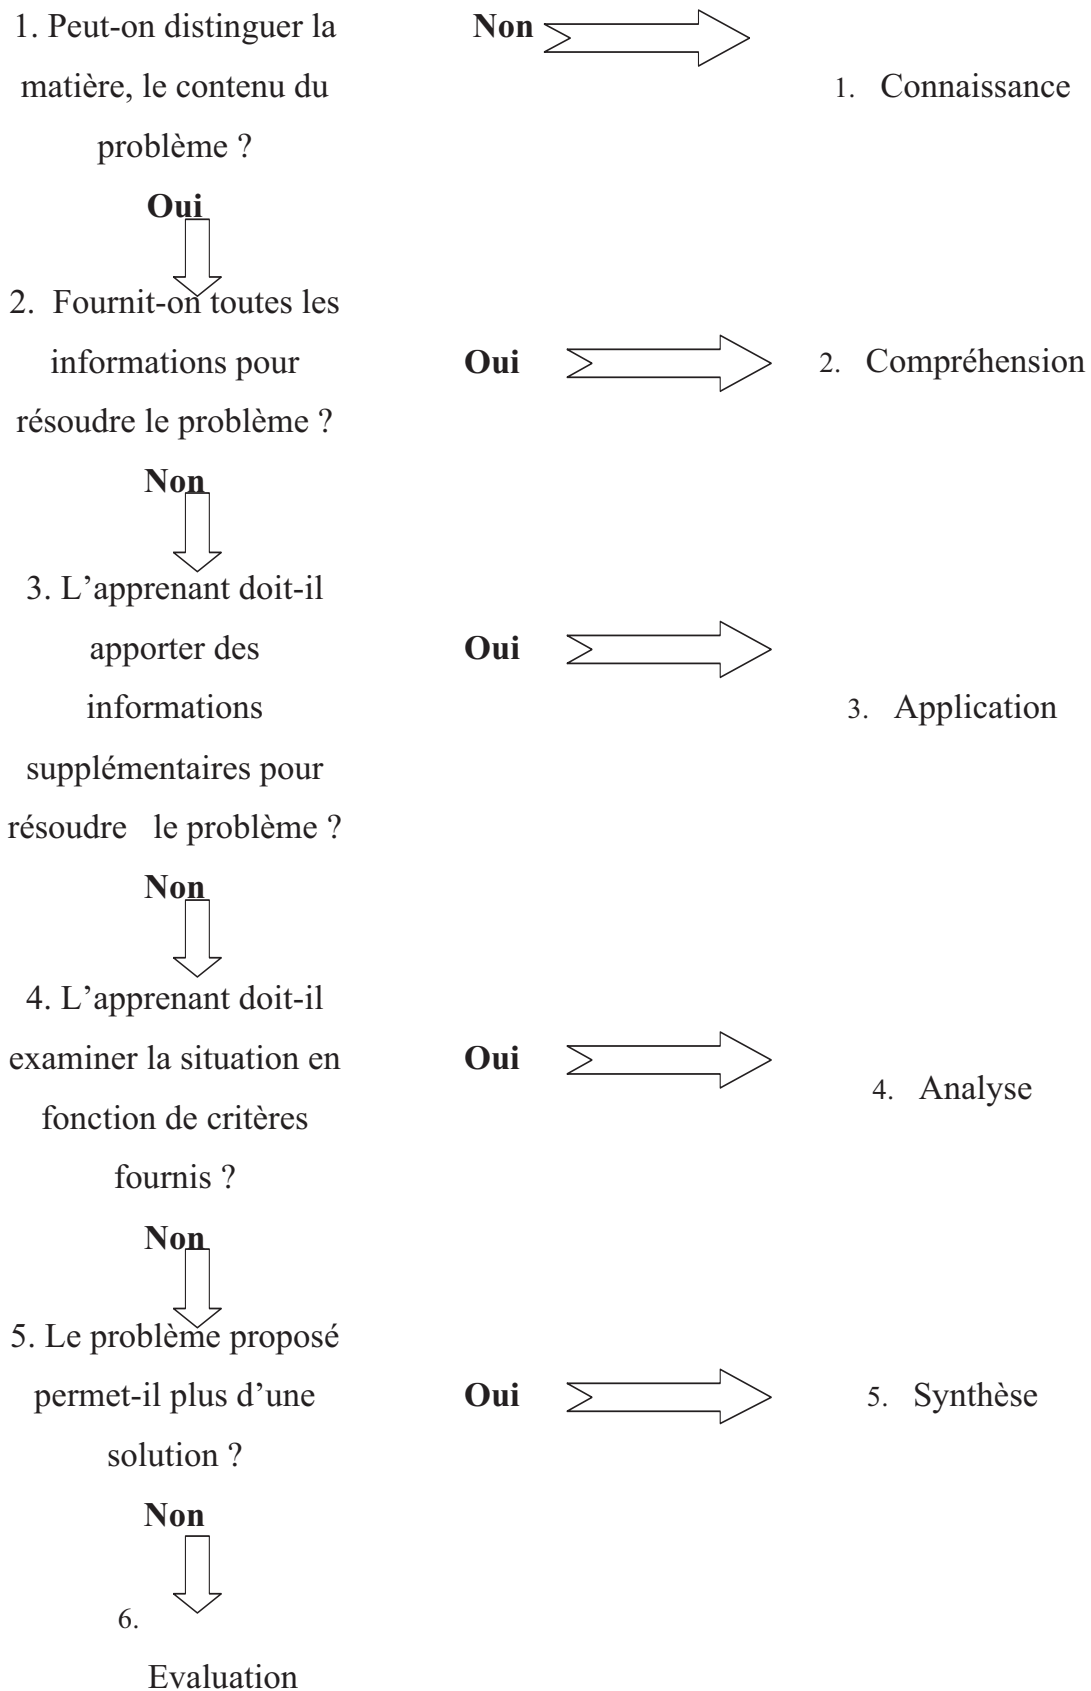 1. Peut-on distinguer la
matière, le contenu du
problème ?
Non
1. Connaissance
Oui
2. Fournit-on toutes les
informations pour
résoudre le problème ?
Oui
2. Compréhension
Non
3. L’apprenant doit-il
apporter des
informations
supplémentaires pour
résoudre le problème ?
Oui
3. Application
Non
4. L’apprenant doit-il
examiner la situation en
fonction de critères
fournis ?
Oui
4. Analyse
Non
5. Le problème proposé
permet-il plus d’une
solution ?
Oui
5. Synthèse
Non
6.
Evaluation